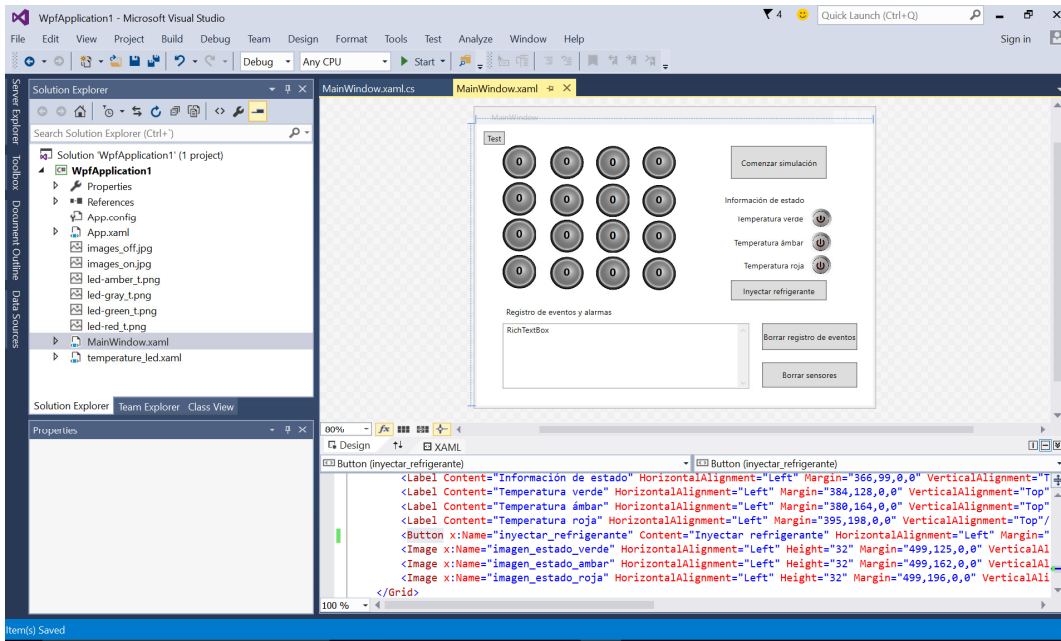 WpfApplication1 - Microsoft Visual Studio
4
Quick Launch (Ctrl+Q)
File Edit View Project Build Debug Team Design Format Tools Test Analyze Window Help
Sign in
Debug Any CPU Start
Server Explorer
Toolbox
Document Outline
Data Sources
Solution Explorer
Search Solution Explorer (Ctrl+¨)
Solution 'WpfApplication1' (1 project)
C# WpfApplication1
Properties
References
App.config
App.xaml
images_off.jpg
images_on.jpg
led-amber_t.png
led-gray_t.png
led-green_t.png
led-red_t.png
MainWindow.xaml
temperature_led.xaml
Solution Explorer Team Explorer Class View
Properties
MainWindow.xaml.cs MainWindow.xaml
MainWindow
Test
0 0 0 0
0 0 0 0
0 0 0 0
0 0 0 0
Comenzar simulación
Información de estado
Temperatura verde
Temperatura ámbar
Temperatura roja
Inyectar refrigerante
Registro de eventos y alarmas
RichTextBox
Borrar registro de eventos
Borrar sensores
80% fx
Design XAML
Button (inyectar_refrigerante) Button (inyectar_refrigerante)
<Label Content="Información de estado" HorizontalAlignment="Left" Margin="366,99,0,0" VerticalAlignment="T
<Label Content="Temperatura verde" HorizontalAlignment="Left" Margin="384,128,0,0" VerticalAlignment="Top"
<Label Content="Temperatura ámbar" HorizontalAlignment="Left" Margin="380,164,0,0" VerticalAlignment="Top"
<Label Content="Temperatura roja" HorizontalAlignment="Left" Margin="395,198,0,0" VerticalAlignment="Top"/
<Button x:Name="inyectar_refrigerante" Content="Inyectar refrigerante" HorizontalAlignment="Left" Margin="
<Image x:Name="imagen_estado_verde" HorizontalAlignment="Left" Height="32" Margin="499,125,0,0" VerticalAl
<Image x:Name="imagen_estado_ambar" HorizontalAlignment="Left" Height="32" Margin="499,162,0,0" VerticalAl
<Image x:Name="imagen_estado_roja" HorizontalAlignment="Left" Height="32" Margin="499,196,0,0" VerticalAli
</Grid>
100 %
Item(s) Saved